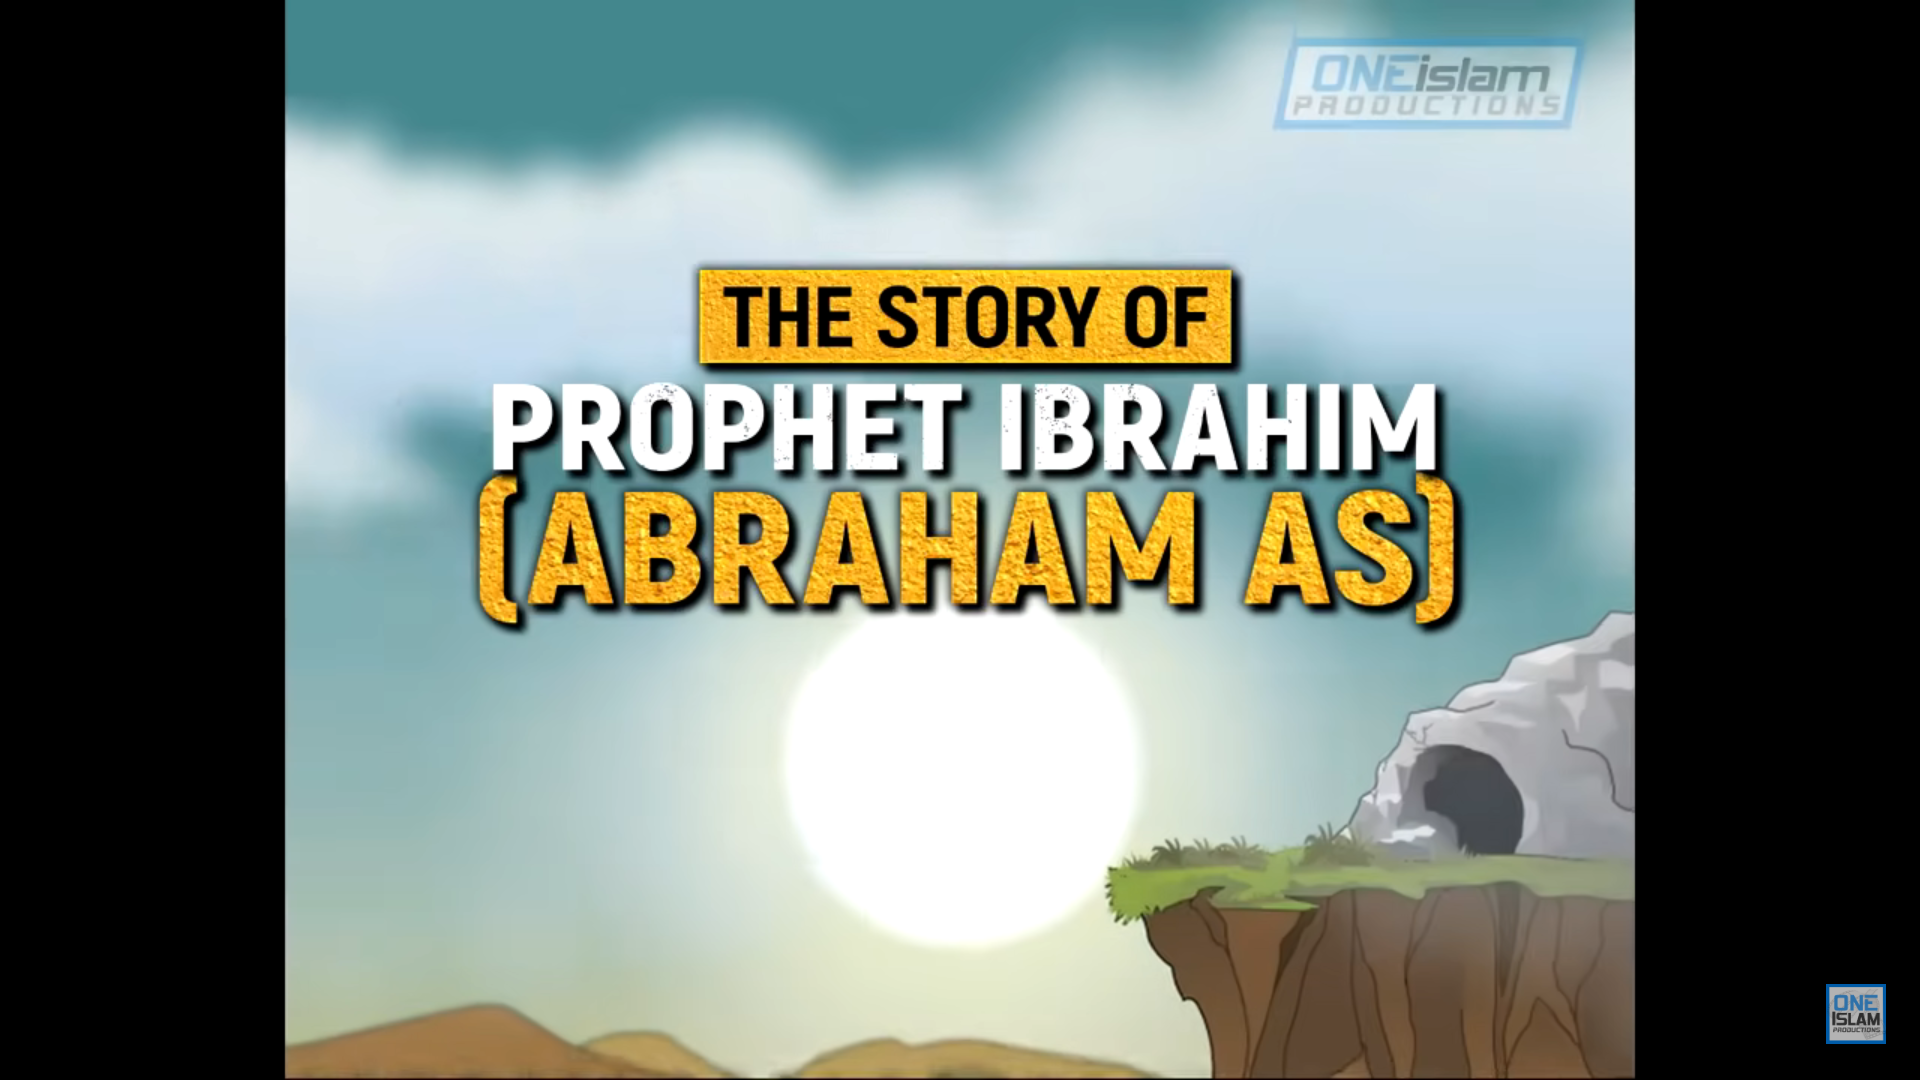 ONEislam
PRODUCTIONS
THE STORY OF
PROPHET IBRAHIM
(ABRAHAM AS)
ONE
ISLAM
PRODUCTIONS